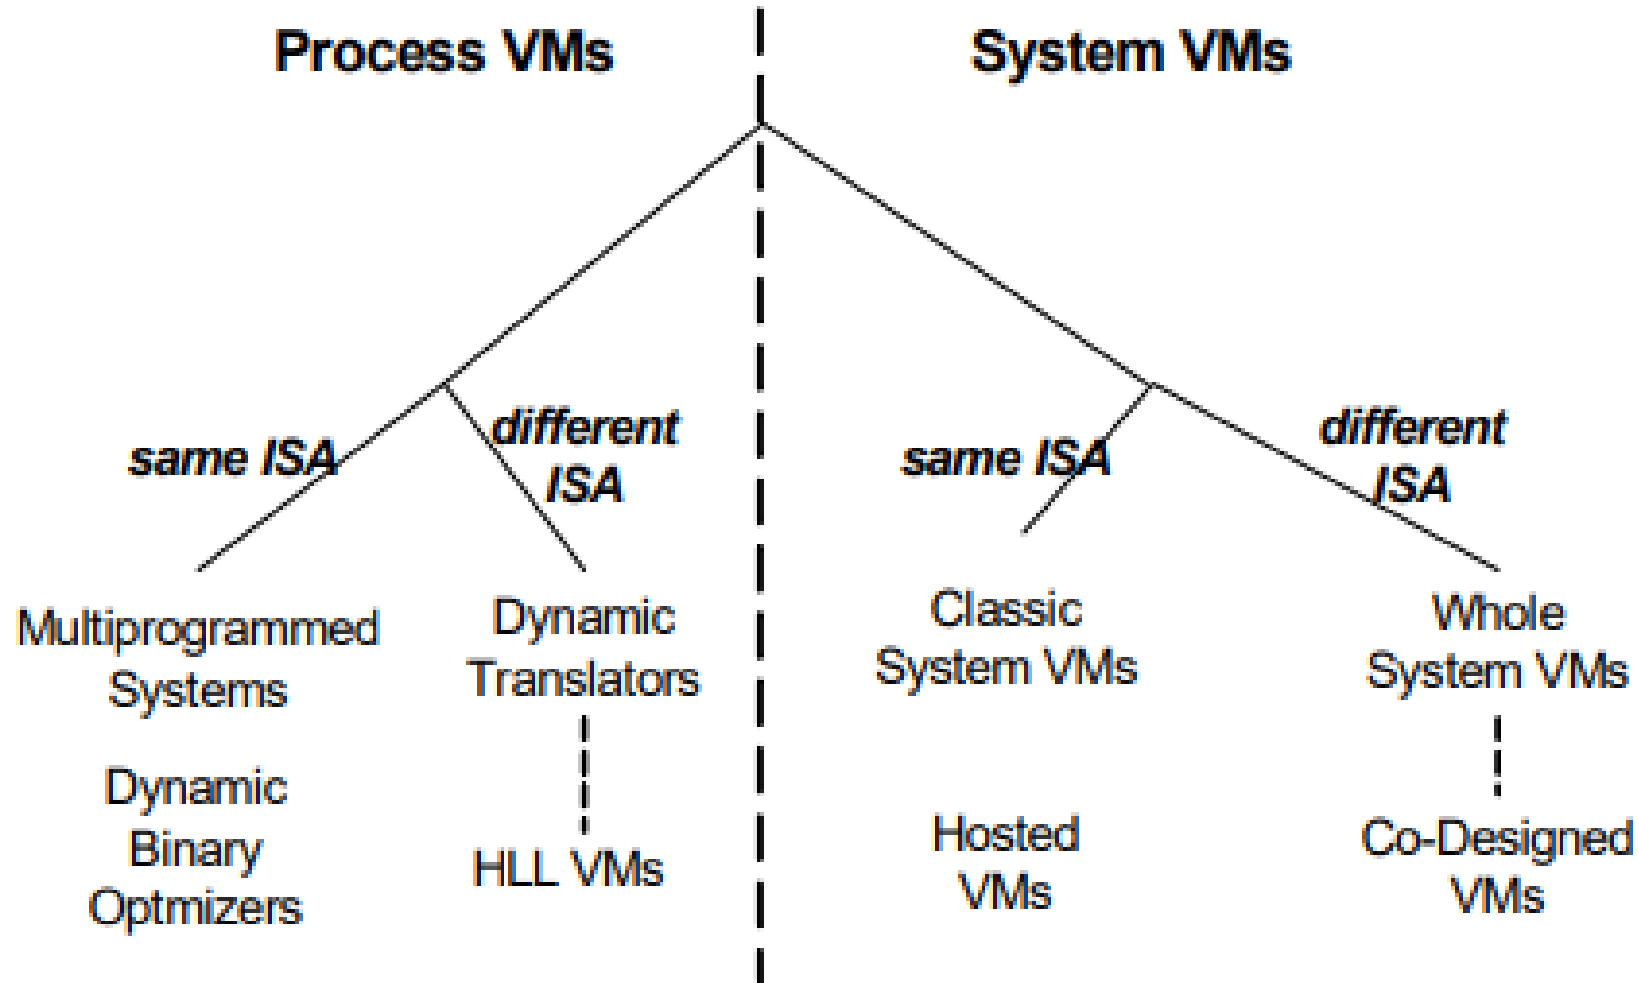 Process VMs
System VMs
same ISA
different
ISA
same ISA
different
ISA
Multiprogrammed
Systems
Dynamic
Translators
Classic
System VMs
Whole
System VMs
Dynamic
Binary
Optmizers
HLL VMs
Hosted
VMs
Co-Designed
VMs